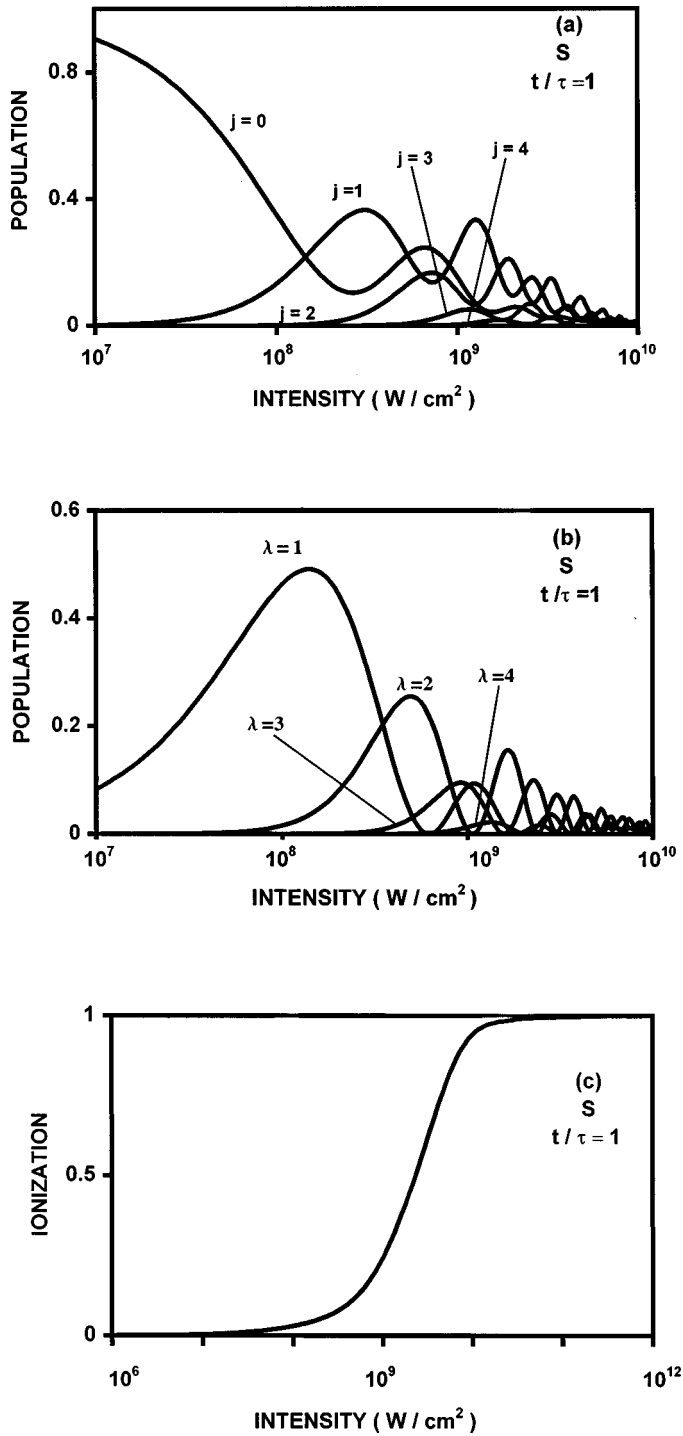 (a)
S
t / τ =1
0.8
j = 0
j = 3
j = 4
POPULATION
0.4
j =1
j = 2
0
10⁷
10⁸
10⁹
10¹⁰
INTENSITY ( W / cm² )
0.6
(b)
S
t /τ =1
λ=1
0.4
POPULATION
λ=2
λ=4
0.2
λ=3
0
10⁷
10⁸
10⁹
10¹⁰
INTENSITY ( W / cm² )
1
(c)
S
t / τ = 1
IONIZATION
0.5
0
10⁶
10⁹
10¹²
INTENSITY ( W / cm² )